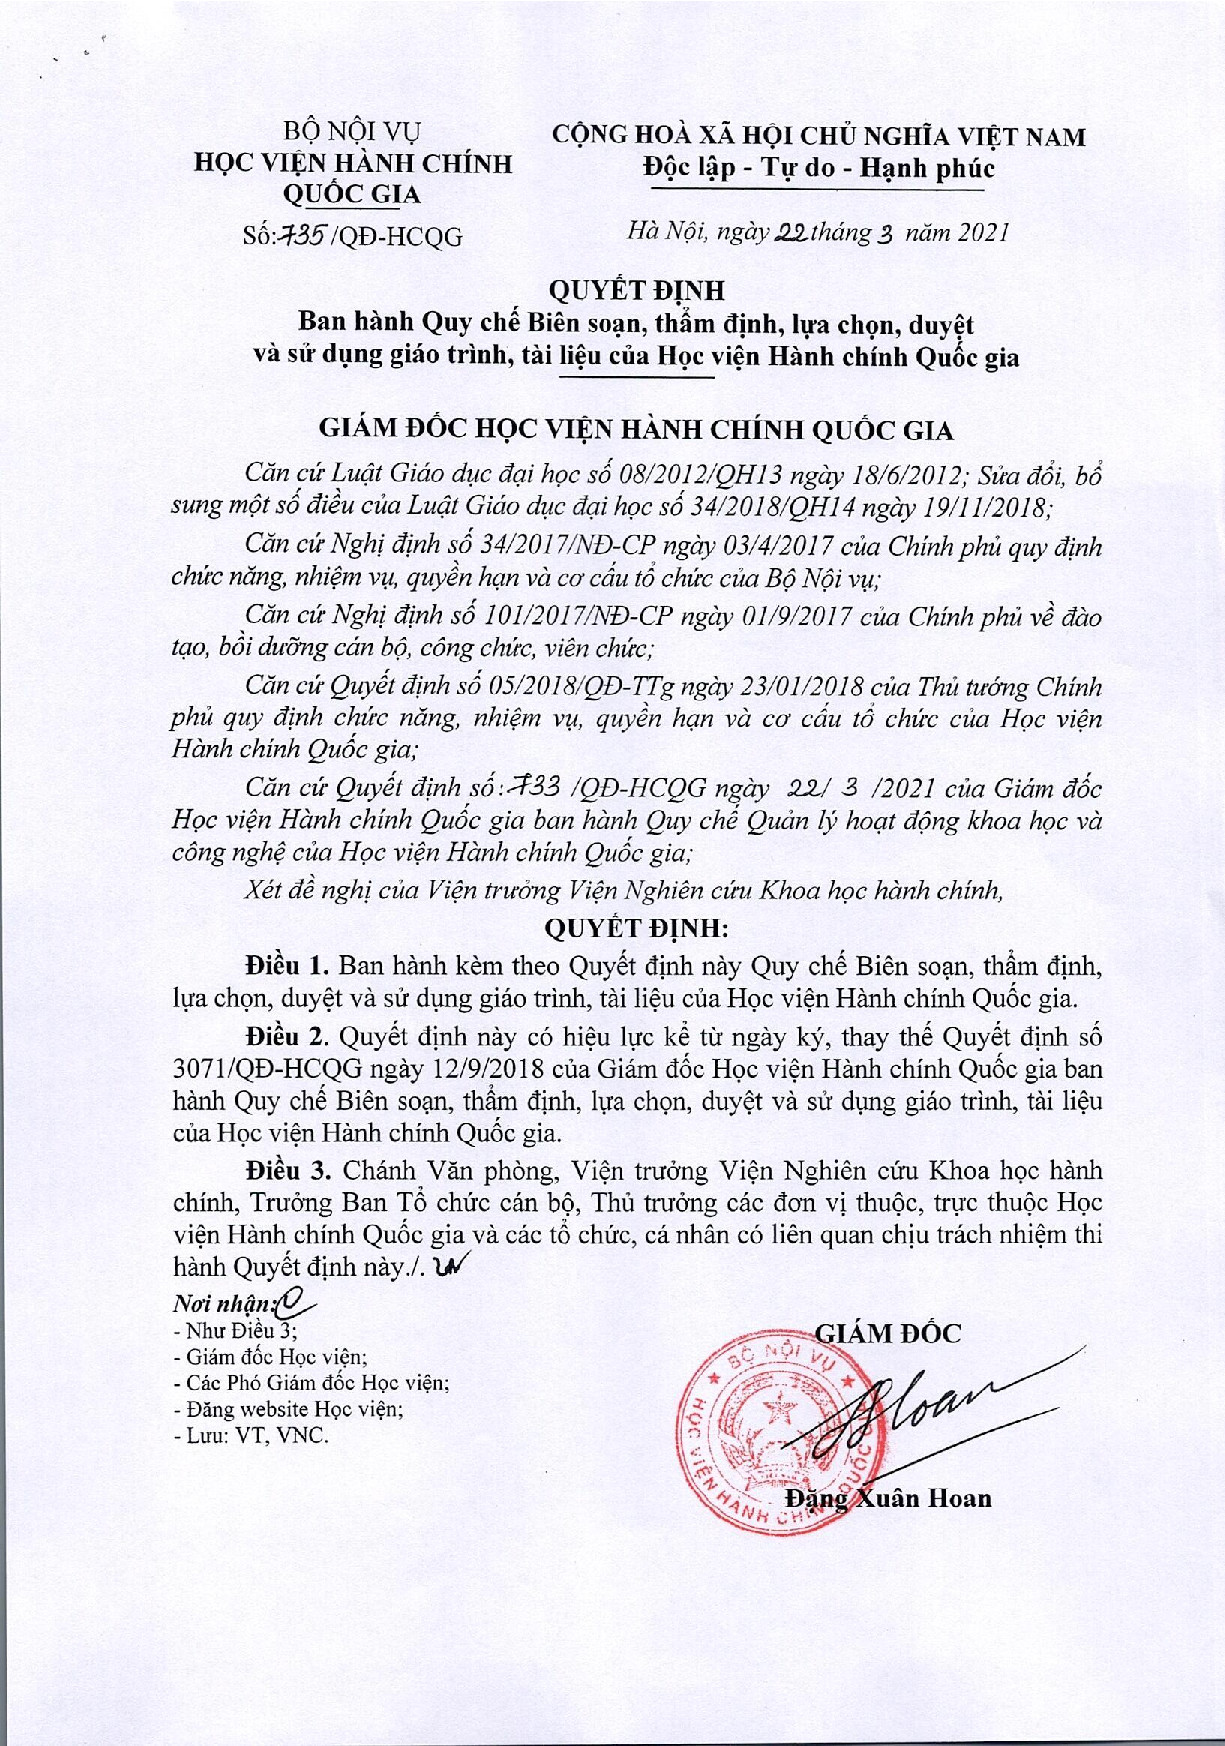 BỘ NỘI VỤ
HỌC VIỆN HÀNH CHÍNH
QUỐC GIA
Số:735/QĐ-HCQG
CỘNG HOÀ XÃ HỘI CHỦ NGHĨA VIỆT NAM
Độc lập - Tự do - Hạnh phúc
Hà Nội, ngày 22 tháng 3 năm 2021
QUYẾT ĐỊNH
Ban hành Quy chế Biên soạn, thẩm định, lựa chọn, duyệt
và sử dụng giáo trình, tài liệu của Học viện Hành chính Quốc gia
GIÁM ĐỐC HỌC VIỆN HÀNH CHÍNH QUỐC GIA
Căn cứ Luật Giáo dục đại học số 08/2012/QH13 ngày 18/6/2012; Sửa đổi, bổ
sung một số điều của Luật Giáo dục đại học số 34/2018/QH14 ngày 19/11/2018;
Căn cứ Nghị định số 34/2017/NĐ-CP ngày 03/4/2017 của Chính phủ quy định
chức năng, nhiệm vụ, quyền hạn và cơ cấu tổ chức của Bộ Nội vụ;
Căn cứ Nghị định số 101/2017/NĐ-CP ngày 01/9/2017 của Chính phủ về đào
tạo, bồi dưỡng cán bộ, công chức, viên chức;
Căn cứ Quyết định số 05/2018/QĐ-TTg ngày 23/01/2018 của Thủ tướng Chính
phủ quy định chức năng, nhiệm vụ, quyền hạn và cơ cấu tổ chức của Học viện
Hành chính Quốc gia;
Căn cứ Quyết định số:733 /QĐ-HCQG ngày 22/ 3 /2021 của Giám đốc
Học viện Hành chính Quốc gia ban hành Quy chế Quản lý hoạt động khoa học và
công nghệ của Học viện Hành chính Quốc gia;
Xét đề nghị của Viện trưởng Viện Nghiên cứu Khoa học hành chính,
QUYẾT ĐỊNH:
Điều 1. Ban hành kèm theo Quyết định này Quy chế Biên soạn, thẩm định,
lựa chọn, duyệt và sử dụng giáo trình, tài liệu của Học viện Hành chính Quốc gia.
Điều 2. Quyết định này có hiệu lực kể từ ngày ký, thay thế Quyết định số
3071/QĐ-HCQG ngày 12/9/2018 của Giám đốc Học viện Hành chính Quốc gia ban
hành Quy chế Biên soạn, thẩm định, lựa chọn, duyệt và sử dụng giáo trình, tài liệu
của Học viện Hành chính Quốc gia.
Điều 3. Chánh Văn phòng, Viện trưởng Viện Nghiên cứu Khoa học hành
chính, Trưởng Ban Tổ chức cán bộ, Thủ trưởng các đơn vị thuộc, trực thuộc Học
viện Hành chính Quốc gia và các tổ chức, cá nhân có liên quan chịu trách nhiệm thi
hành Quyết định này./.
Nơi nhận:
- Như Điều 3;
- Giám đốc Học viện;
- Các Phó Giám đốc Học viện;
- Đăng website Học viện;
- Lưu: VT, VNC.
GIÁM ĐỐC
BỘ NỘI VỤ
HỌC VIỆN HÀNH CHÍNH QUỐC GIA
Hoan
Đặng Xuân Hoan